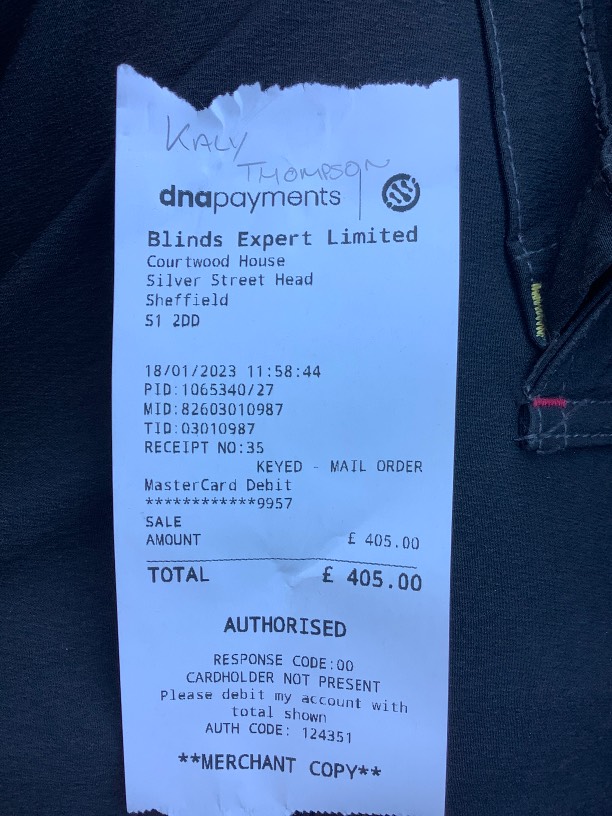 KALY
THOMPSON
dnapayments
Blinds Expert Limited
Courtwood House
Silver Street Head
Sheffield
S1 2DD
18/01/2023 11:58:44
PID:1065340/27
MID:82603010987
TID:03010987
RECEIPT NO:35
KEYED - MAIL ORDER
MasterCard Debit
************9957
SALE
AMOUNT £ 405.00
TOTAL £ 405.00
AUTHORISED
RESPONSE CODE:00
CARDHOLDER NOT PRESENT
Please debit my account with
total shown
AUTH CODE: 124351
**MERCHANT COPY**